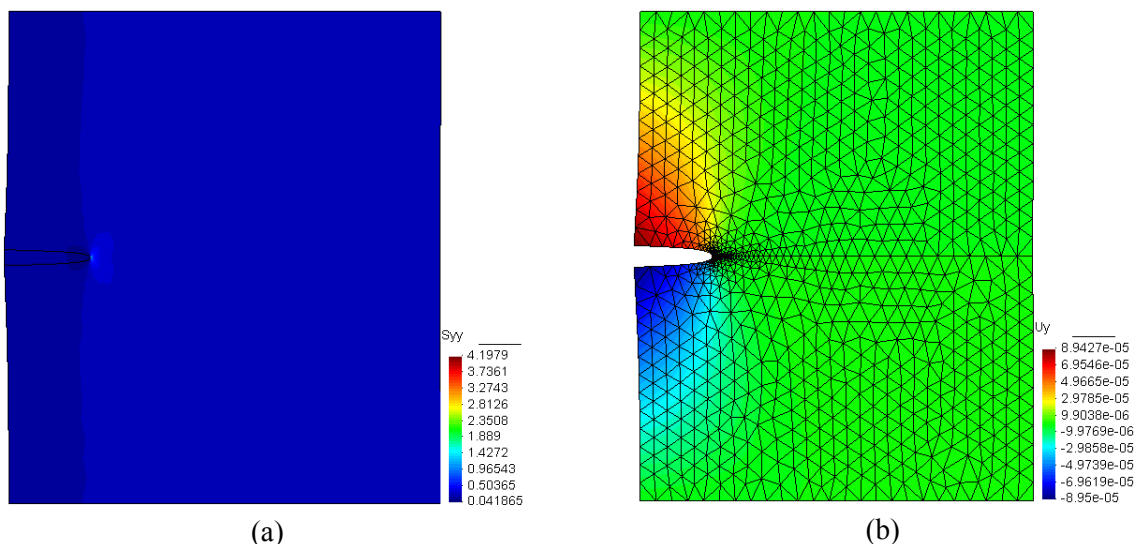 Syy
4.1979
3.7361
3.2743
2.8126
2.3508
1.889
1.4272
0.96543
0.50365
0.041865
(a)
Uy
8.9427e-05
6.9546e-05
4.9665e-05
2.9785e-05
9.9038e-06
-9.9769e-06
-2.9858e-05
-4.9739e-05
-6.9619e-05
-8.95e-05
(b)